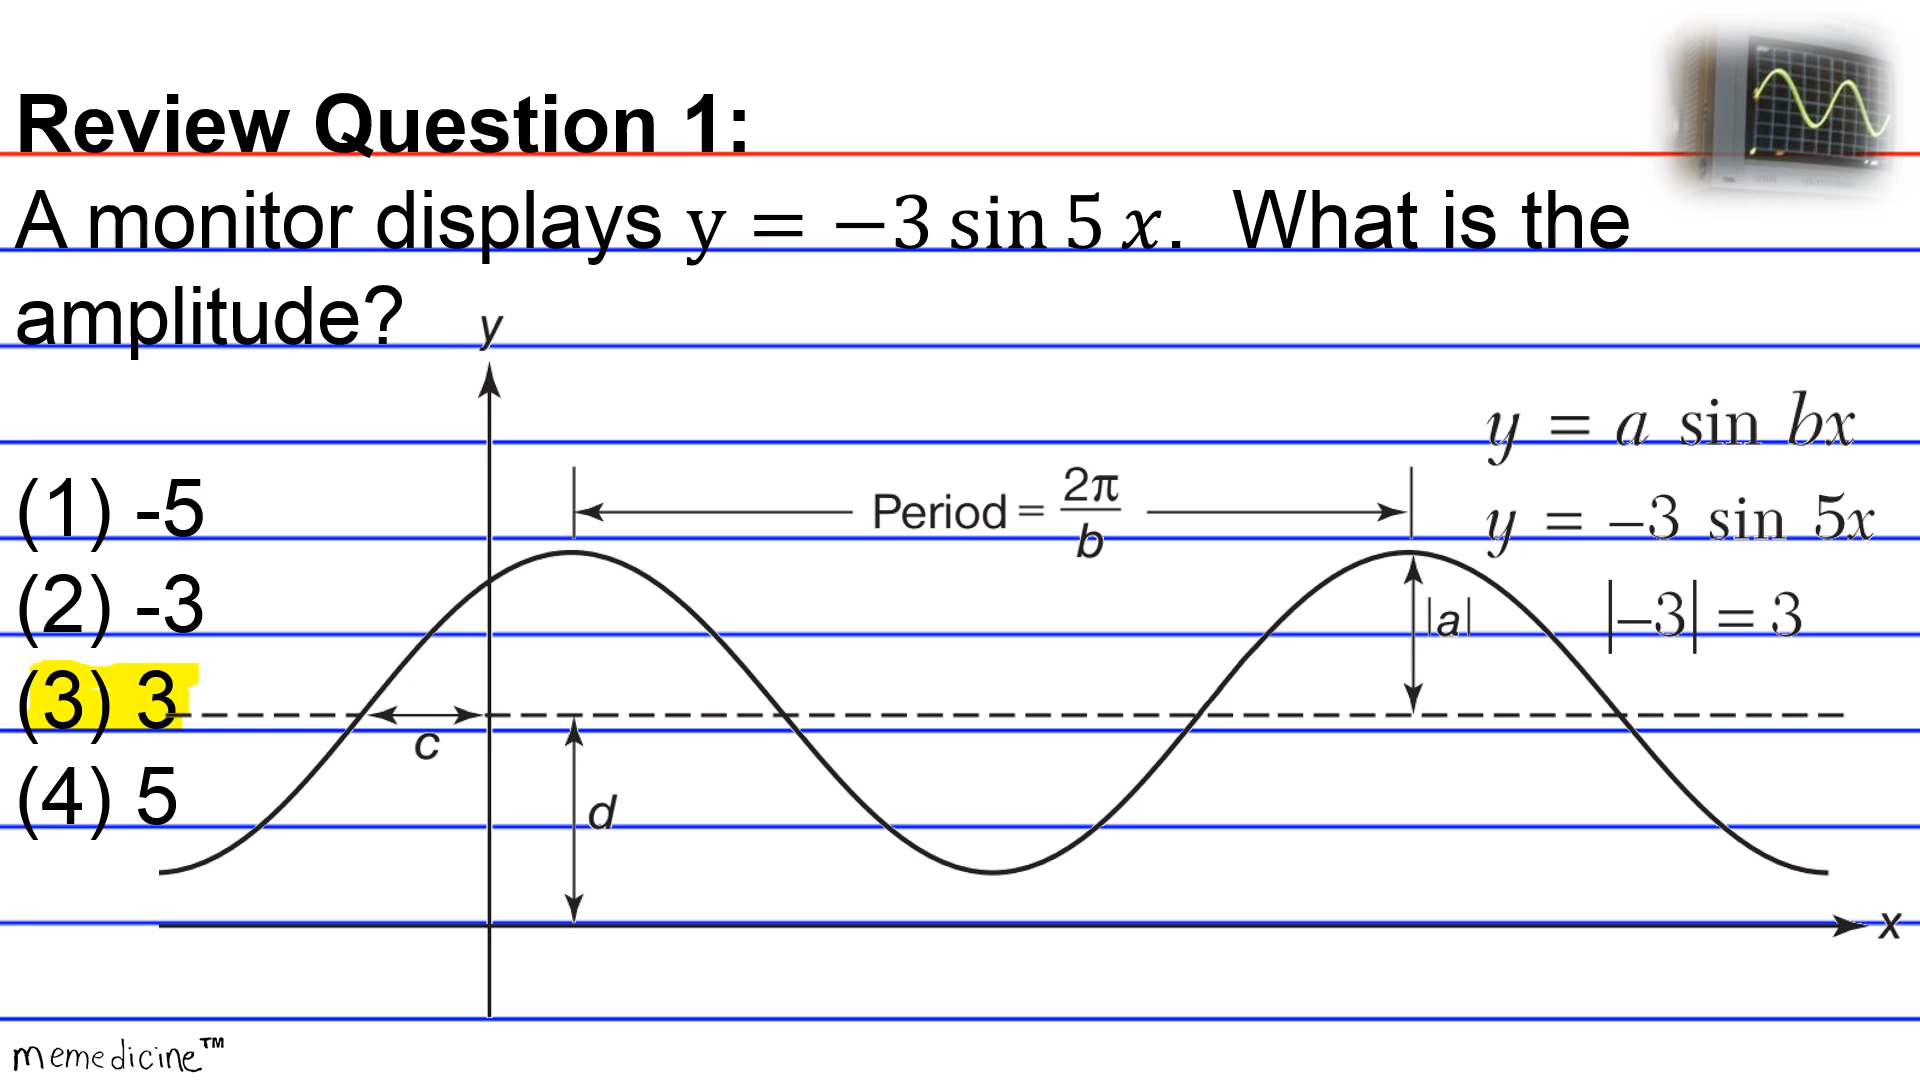 Review Question 1:
A monitor displays y = −3 sin 5 x. What is the
amplitude?
y
y = a sin bx
Period = 2π/b
y = −3 sin 5x
(1) -5
(2) -3
|a|
|−3| = 3
(3) 3
c
(4) 5
d
x
memedicine™